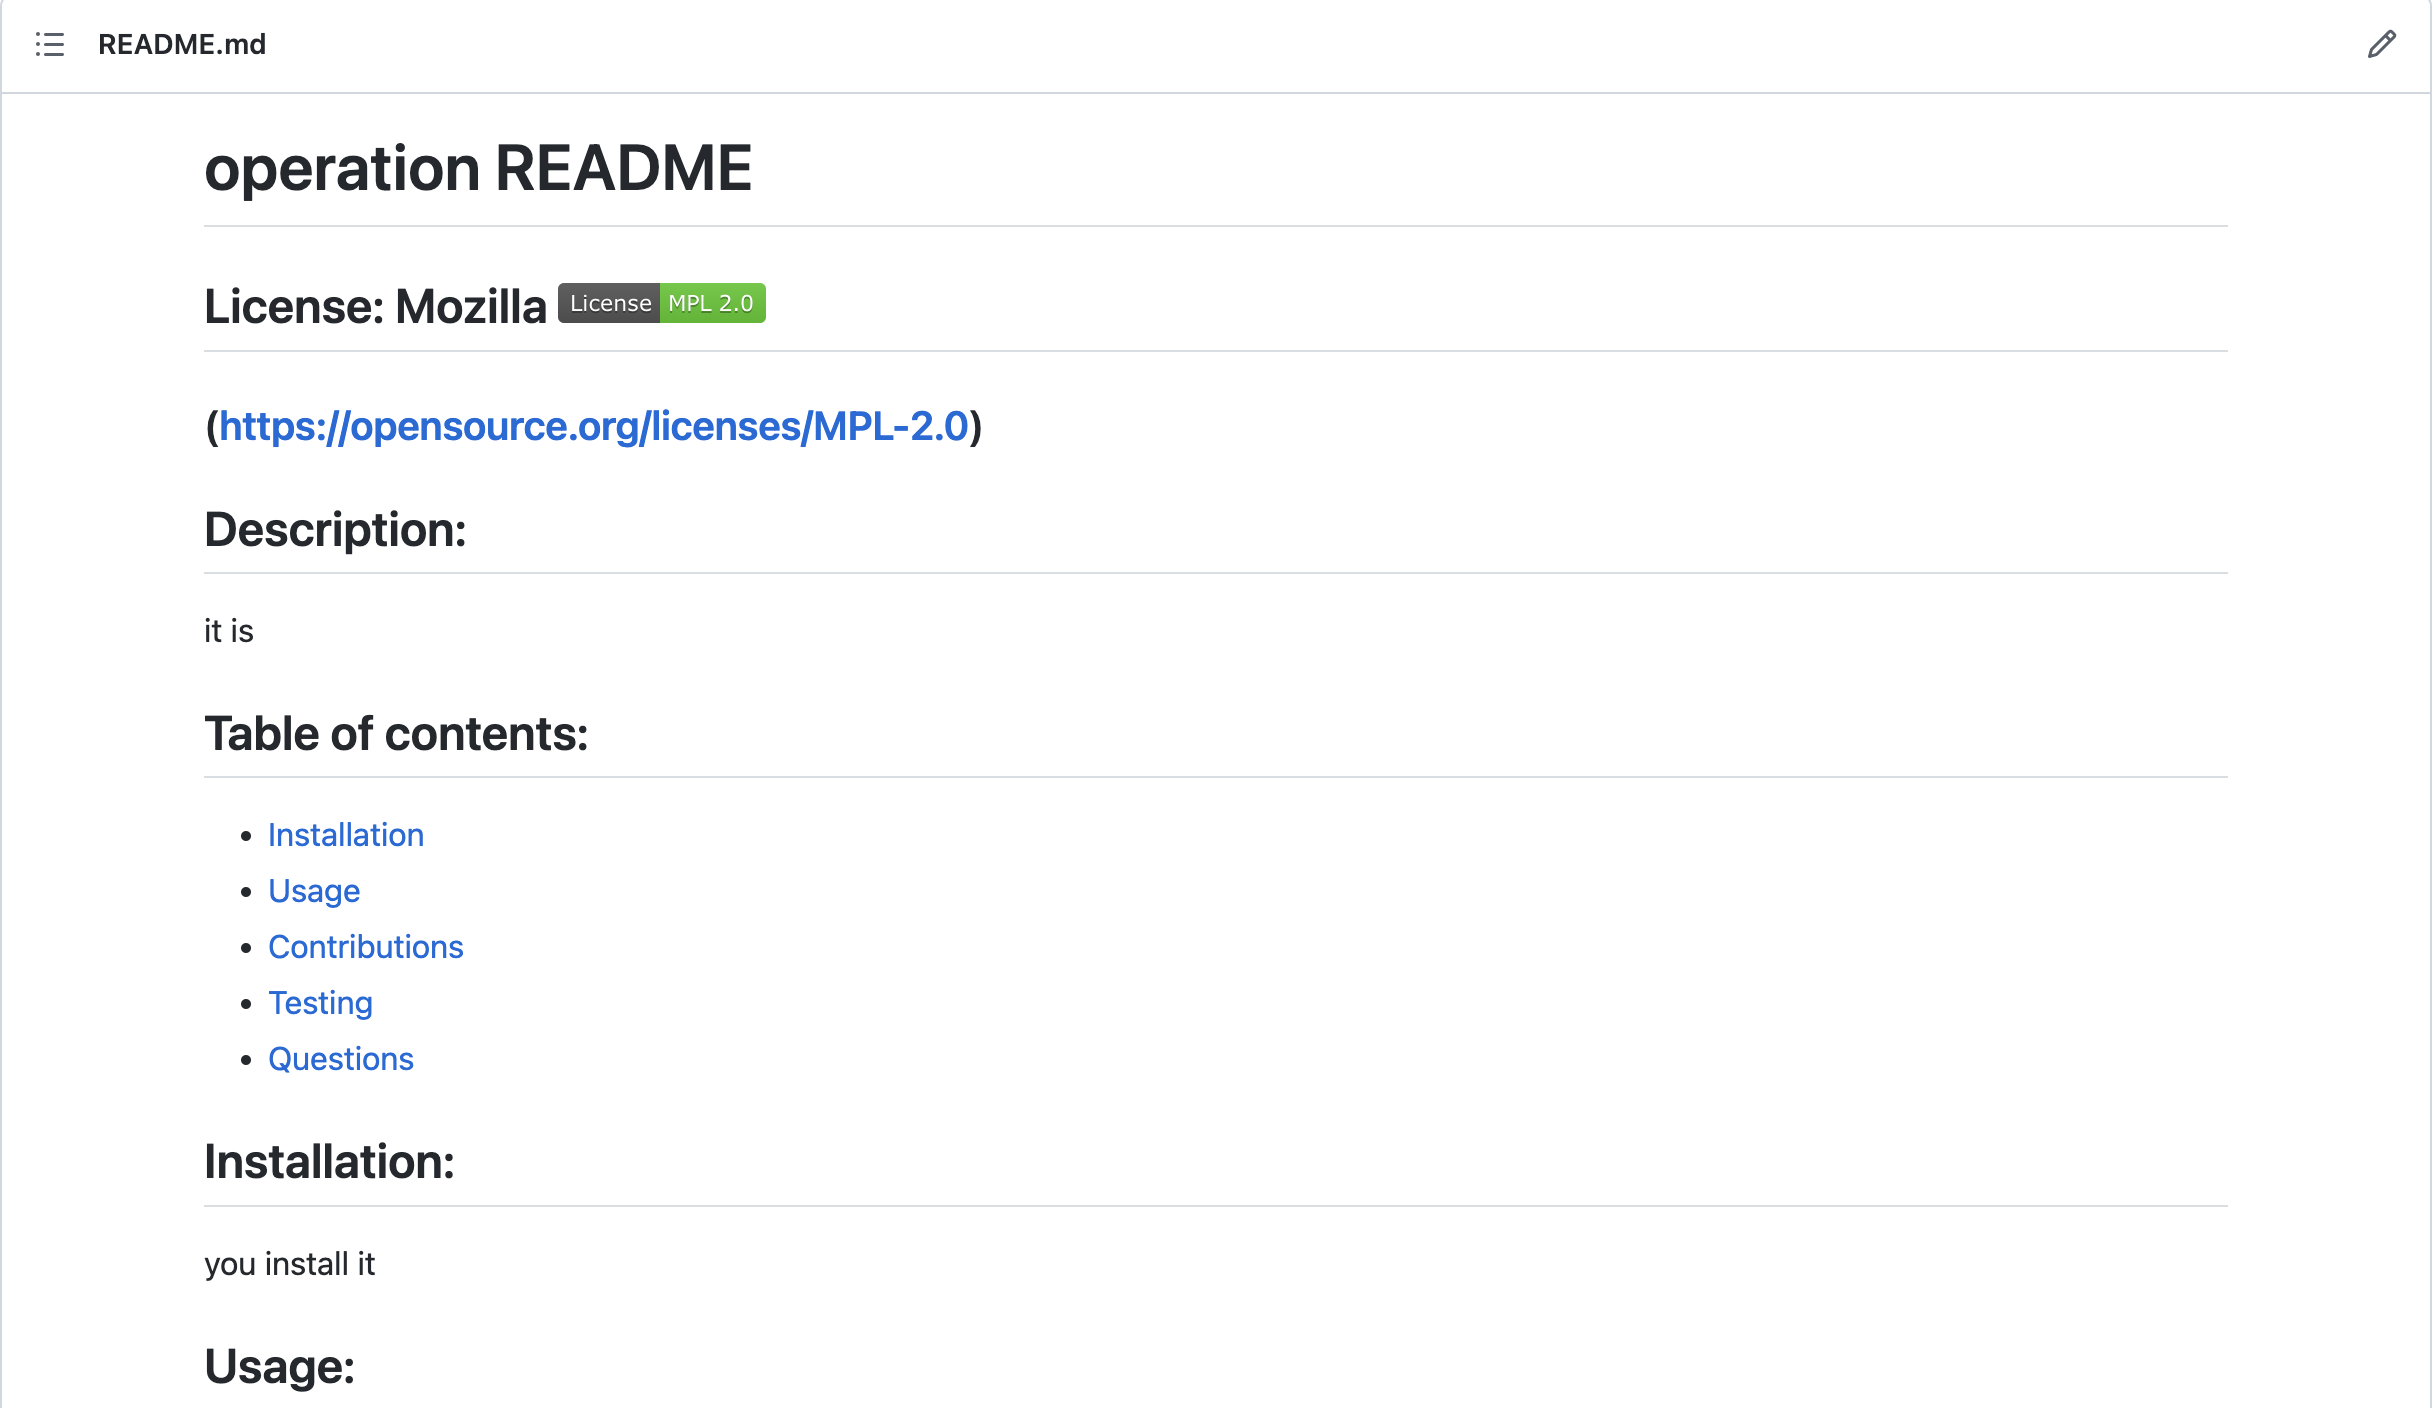 README.md
operation README
License: Mozilla License MPL 2.0
(https://opensource.org/licenses/MPL-2.0)
Description:
it is
Table of contents:
Installation
Usage
Contributions
Testing
Questions
Installation:
you install it
Usage: